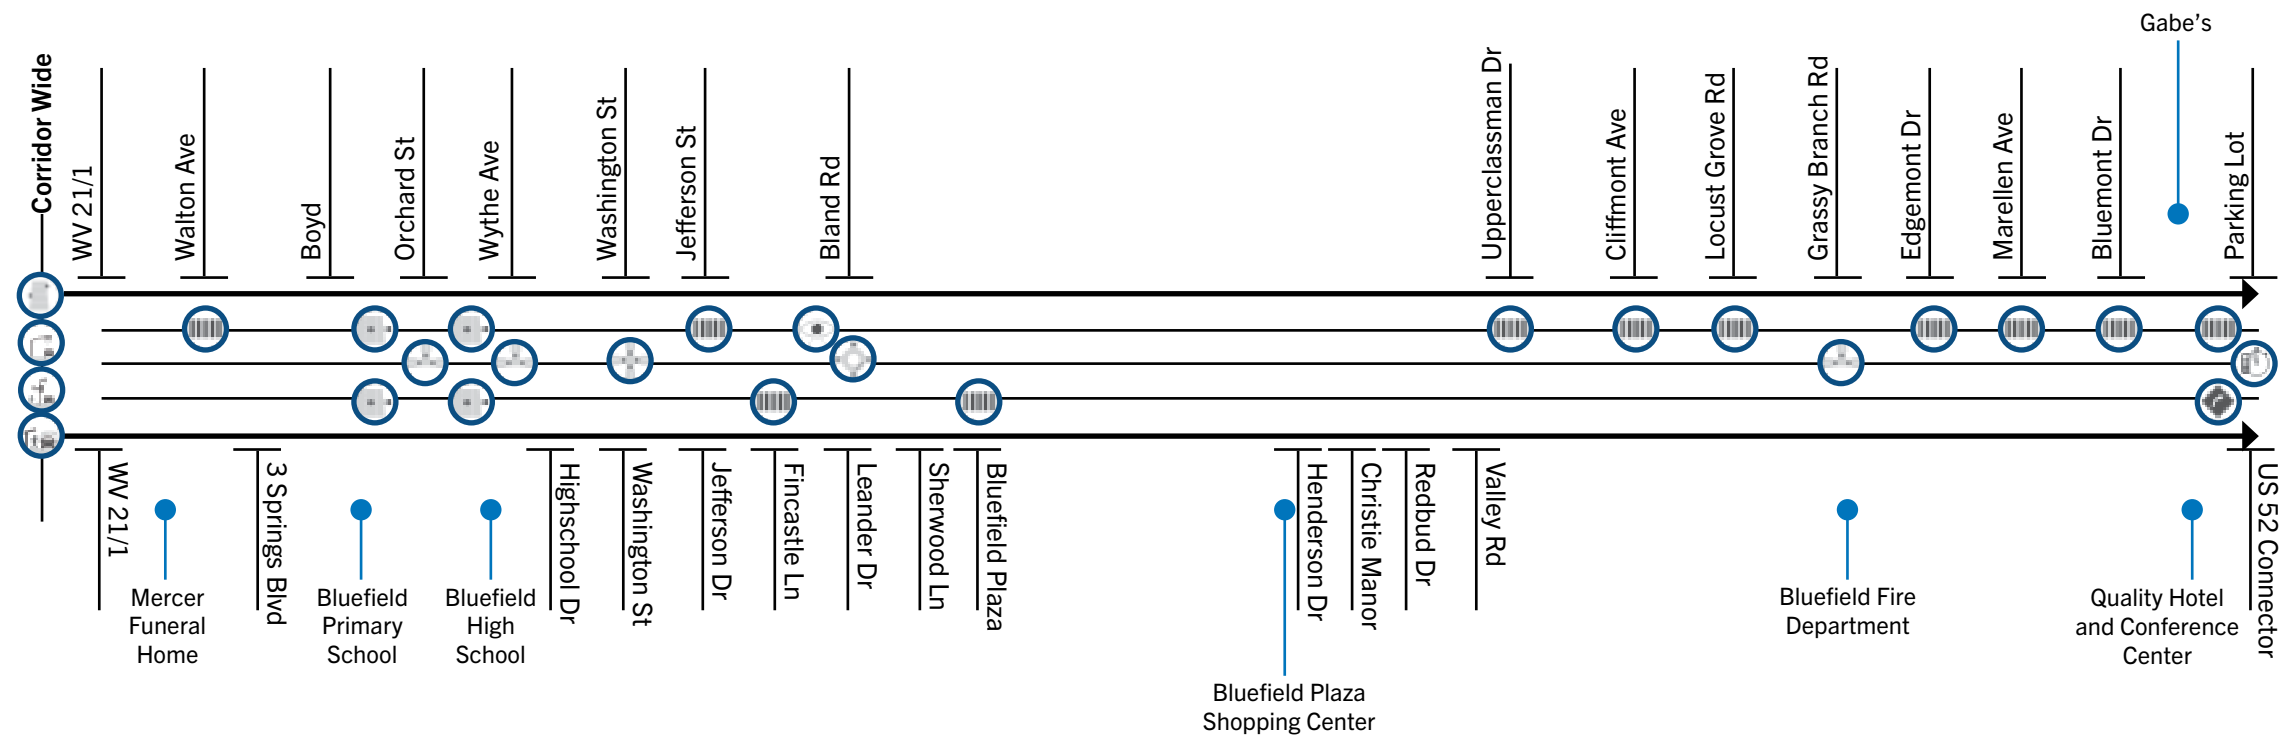 Gabe's
Corridor Wide
WV 21/1
Walton Ave
Boyd
Orchard St
Wythe Ave
Washington St
Jefferson St
Bland Rd
Upperclassman Dr
Cliffmont Ave
Locust Grove Rd
Grassy Branch Rd
Edgemont Dr
Marellen Ave
Bluemont Dr
Parking Lot
WV 21/1
Mercer
Funeral
Home
3 Springs Blvd
Bluefield
Primary
School
Bluefield
High
School
Highschool Dr
Washington St
Jefferson Dr
Fincastle Ln
Leander Dr
Sherwood Ln
Bluefield Plaza
Bluefield Plaza
Shopping Center
Henderson Dr
Christie Manor
Redbud Dr
Valley Rd
Bluefield Fire
Department
Quality Hotel
and Conference
Center
US 52 Connector